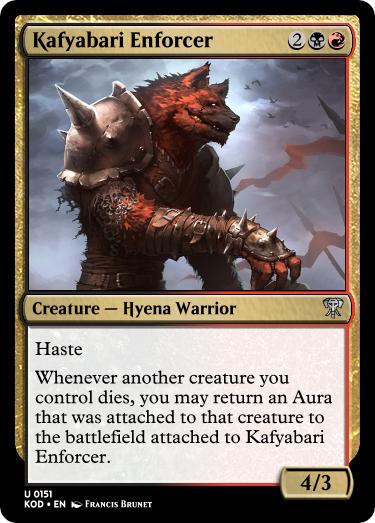 Kafyabari Enforcer 2
Creature — Hyena Warrior
Haste
Whenever another creature you
control dies, you may return an Aura
that was attached to that creature to
the battlefield attached to Kafyabari
Enforcer.
4/3
U 0151
KOD • EN Francis Brunet